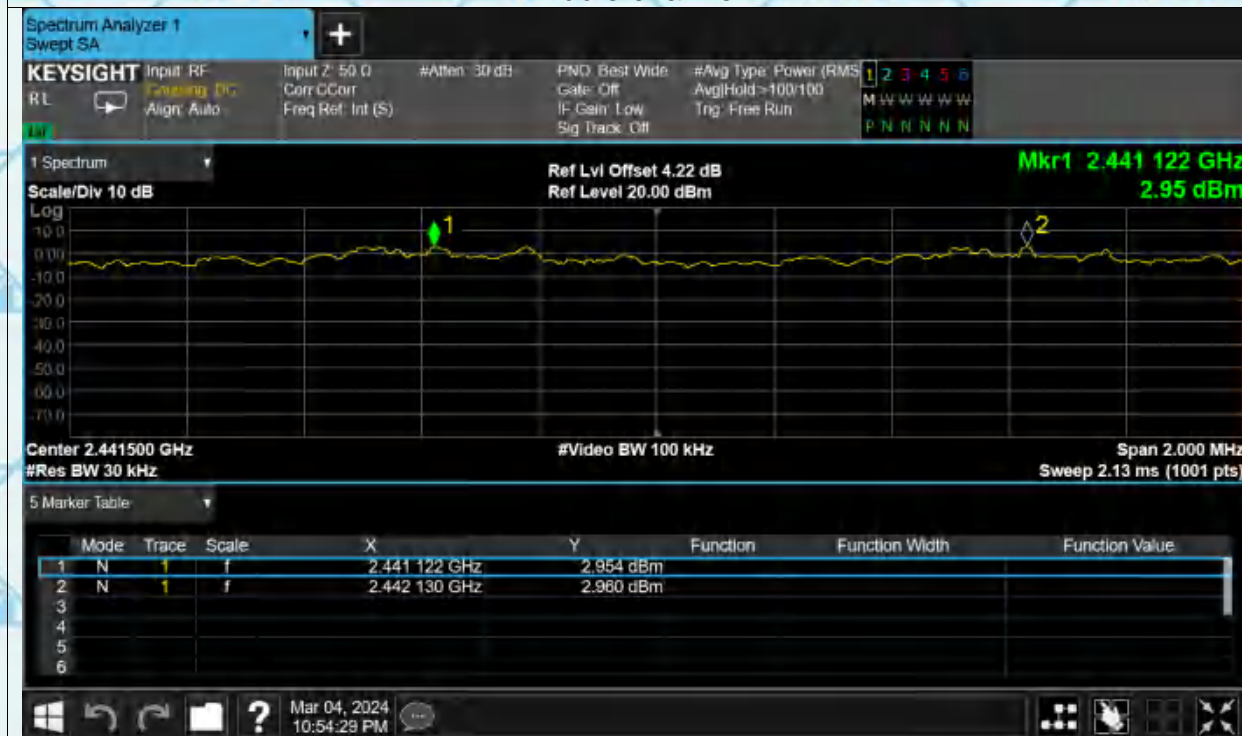 Spectrum Analyzer 1
Swept SA
+
KEYSIGHT
RL
Input: RF
Coupling: DC
Align: Auto
Input Z: 50 Ω
Corr CCorr
Freq Ref: Int (S)
#Atten: 30 dB
PNO: Best Wide
Gate: Off
IF Gain: Low
Sig Track: Off
#Avg Type: Power (RMS
Avg|Hold:>100/100
Trig: Free Run
1 2 3 4 5 6
M W W W W W
P N N N N N
1 Spectrum
Scale/Div 10 dB
Ref Lvl Offset 4.22 dB
Ref Level 20.00 dBm
Mkr1 2.441 122 GHz
2.95 dBm
Log
10.0
0.00
-10.0
-20.0
-30.0
-40.0
-50.0
-60.0
-70.0
1
2
Center 2.441500 GHz
#Res BW 30 kHz
#Video BW 100 kHz
Span 2.000 MHz
Sweep 2.13 ms (1001 pts)
5 Marker Table
Mode Trace Scale X Y Function Function Width Function Value
1 N 1 f 2.441 122 GHz 2.954 dBm
2 N 1 f 2.442 130 GHz 2.960 dBm
3
4
5
6
?
Mar 04, 2024
10:54:29 PM